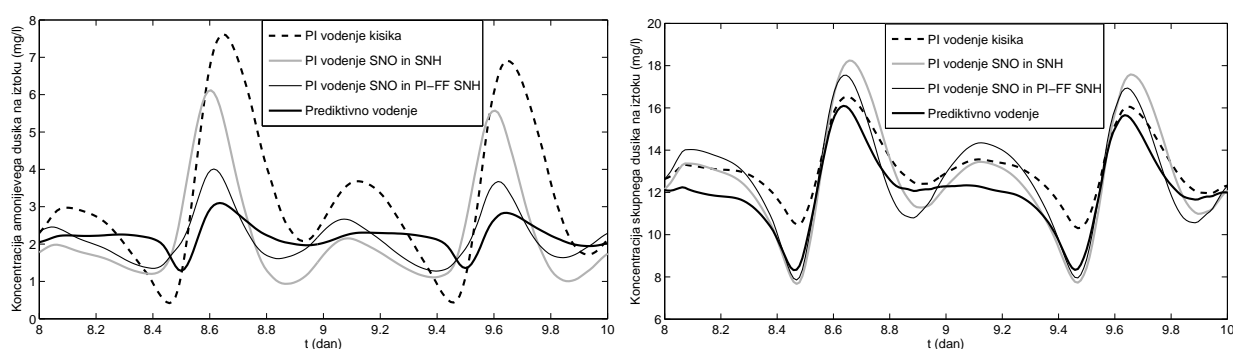 Koncentracija amonijevega dusika na iztoku (mg/l)
8
7
6
5
4
3
2
1
0
PI vodenje kisika
PI vodenje SNO in SNH
PI vodenje SNO in PI−FF SNH
Prediktivno vodenje
8 8.2 8.4 8.6 8.8 9 9.2 9.4 9.6 9.8 10
t (dan)
Koncentracija skupnega dusika na iztoku (mg/l)
20
18
16
14
12
10
8
6
PI vodenje kisika
PI vodenje SNO in SNH
PI vodenje SNO in PI−FF SNH
Prediktivno vodenje
8 8.2 8.4 8.6 8.8 9 9.2 9.4 9.6 9.8 10
t (dan)